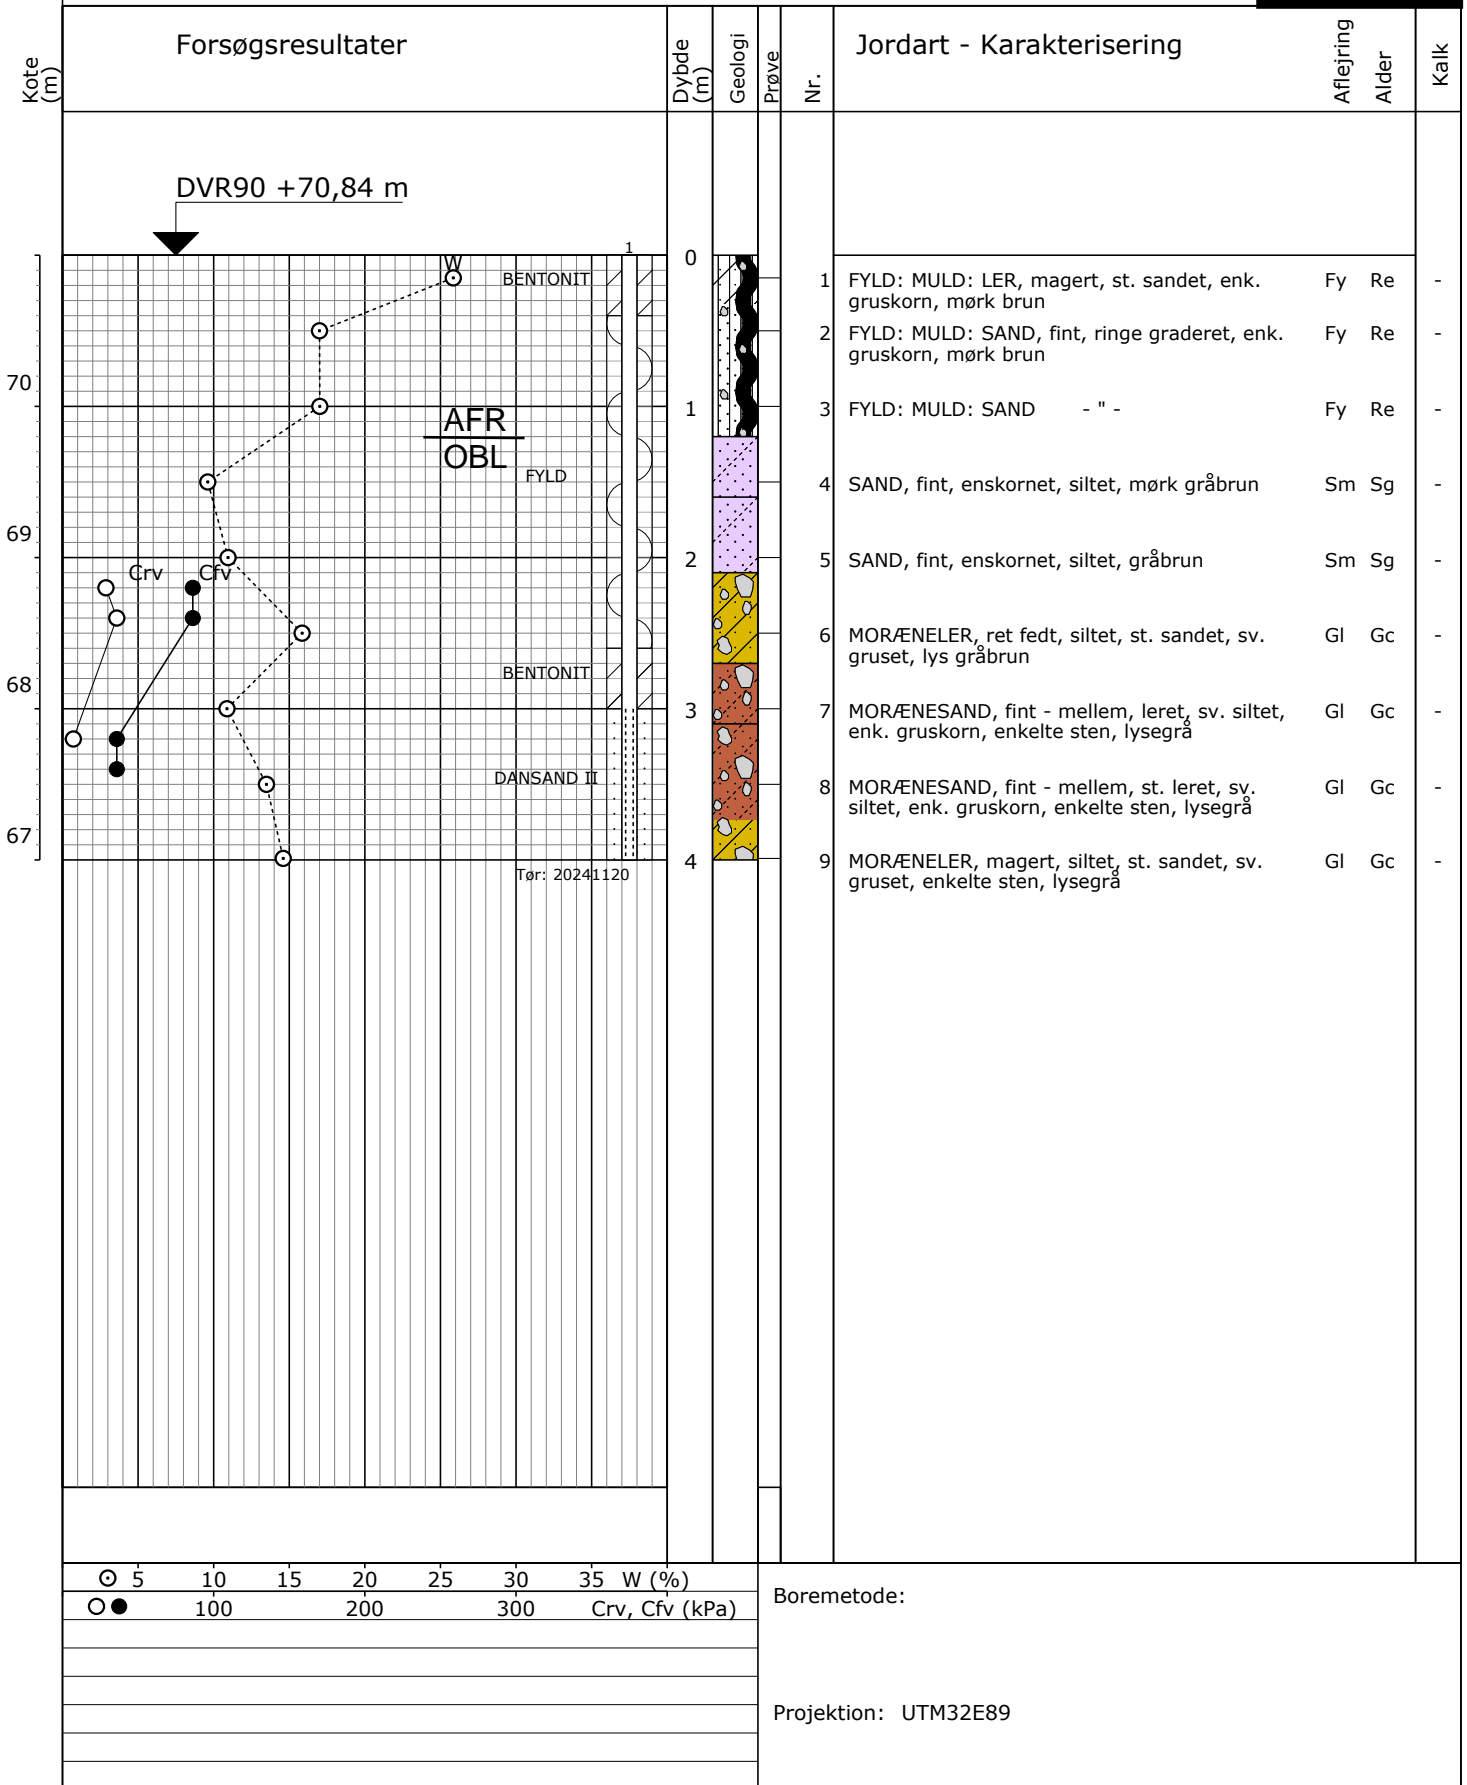 Kote
(m)
Forsøgsresultater
Dybde
(m)
Geologi
Prøve
Nr.
Jordart - Karakterisering
Aflejring
Alder
Kalk
DVR90 +70,84 m
1
0
W
BENTONIT
1 FYLD: MULD: LER, magert, st. sandet, enk. Fy Re -
gruskorn, mørk brun
2 FYLD: MULD: SAND, fint, ringe graderet, enk. Fy Re -
gruskorn, mørk brun
70
1
3 FYLD: MULD: SAND - " - Fy Re -
AFR
OBL
FYLD
4 SAND, fint, enskornet, siltet, mørk gråbrun Sm Sg -
69
2
5 SAND, fint, enskornet, siltet, gråbrun Sm Sg -
Crv Cfv
6 MORÆNELER, ret fedt, siltet, st. sandet, sv. Gl Gc -
gruset, lys gråbrun
BENTONIT
68
3
7 MORÆNESAND, fint - mellem, leret, sv. siltet, Gl Gc -
enk. gruskorn, enkelte sten, lysegrå
DANSAND II
8 MORÆNESAND, fint - mellem, st. leret, sv. Gl Gc -
siltet, enk. gruskorn, enkelte sten, lysegrå
67
4
9 MORÆNELER, magert, siltet, st. sandet, sv. Gl Gc -
gruset, enkelte sten, lysegrå
Tør: 20241120
5 10 15 20 25 30 35 W (%)
100 200 300 Crv, Cfv (kPa)
Boremetode:
Projektion: UTM32E89